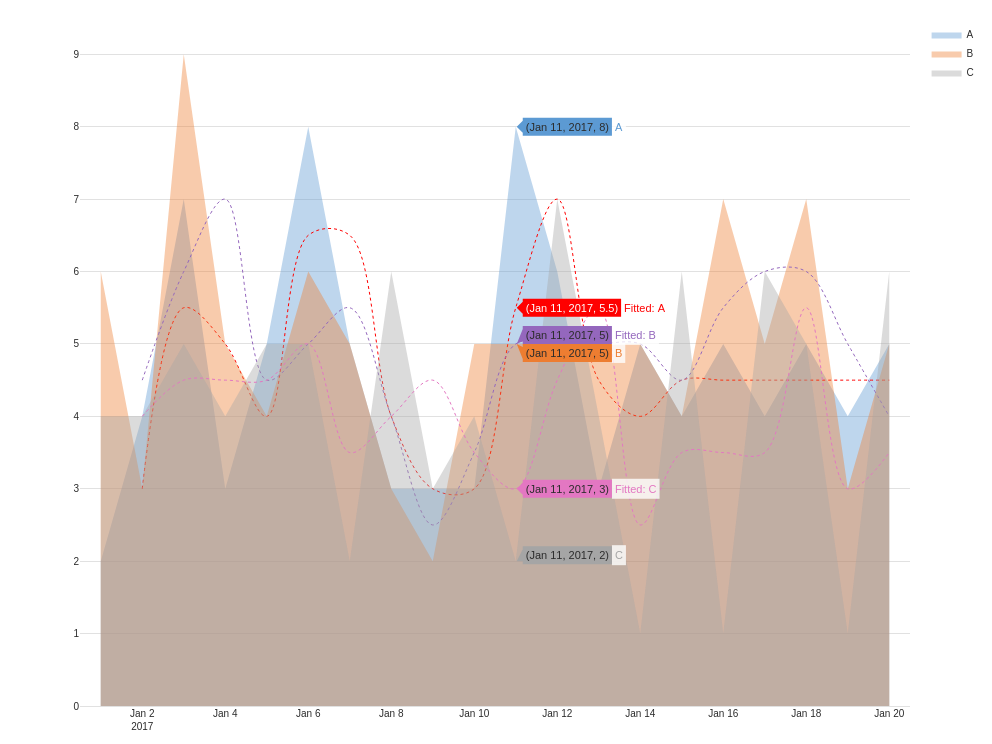 A
B
C
9
8
7
6
5
4
3
2
1
0
(Jan 11, 2017, 8) A
(Jan 11, 2017, 5.5) Fitted: A
(Jan 11, 2017, 5) Fitted: B
(Jan 11, 2017, 5) B
(Jan 11, 2017, 3) Fitted: C
(Jan 11, 2017, 2) C
Jan 2 Jan 4 Jan 6 Jan 8 Jan 10 Jan 12 Jan 14 Jan 16 Jan 18 Jan 20
2017